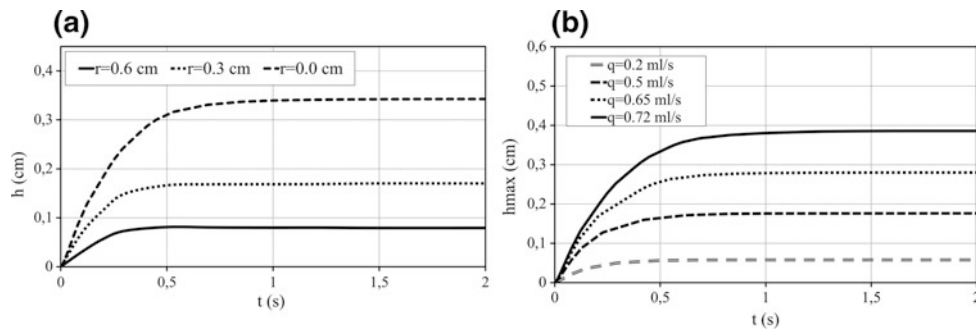 (a)
h (cm)
0,4
0,3
0,2
0,1
0
r=0.6 cm r=0.3 cm r=0.0 cm
0 0,5 1 1,5 2
t (s)
(b)
hmax (cm)
0,6
0,5
0,4
0,3
0,2
0,1
0
q=0.2 ml/s
q=0.5 ml/s
q=0.65 ml/s
q=0.72 ml/s
0 0,5 1 1,5 2
t (s)